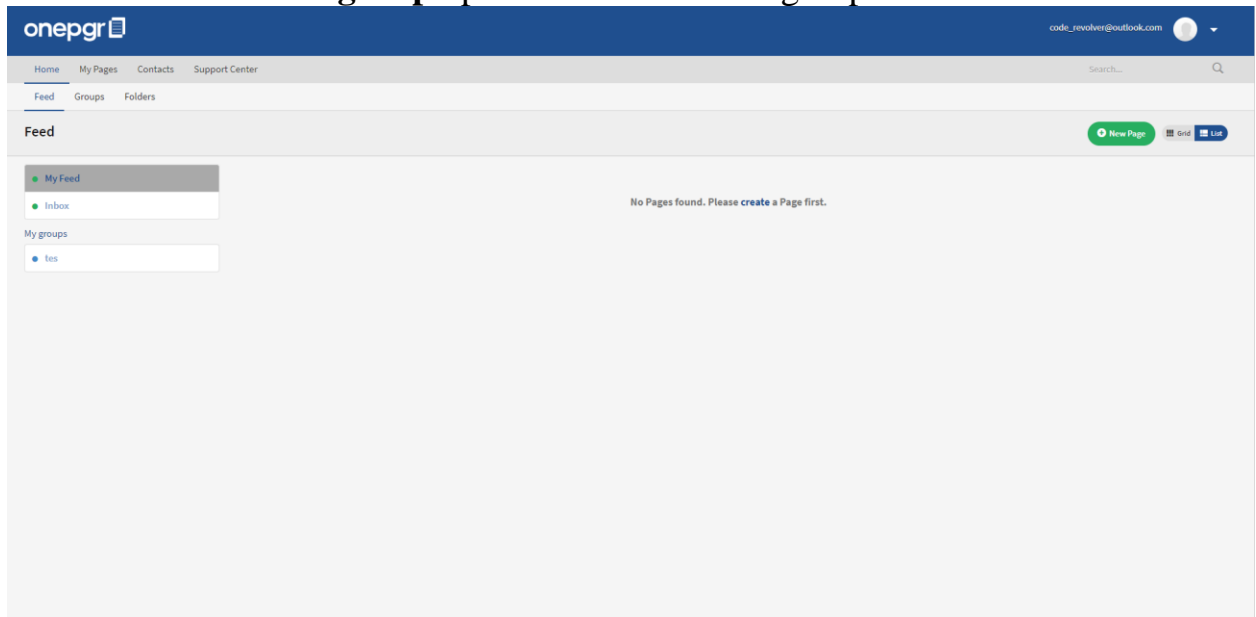 onepgr
code_revolver@outlook.com
Home My Pages Contacts Support Center
Search...
Feed Groups Folders
Feed
New Page
Grid List
My Feed
Inbox
No Pages found. Please create a Page first.
My groups
tes